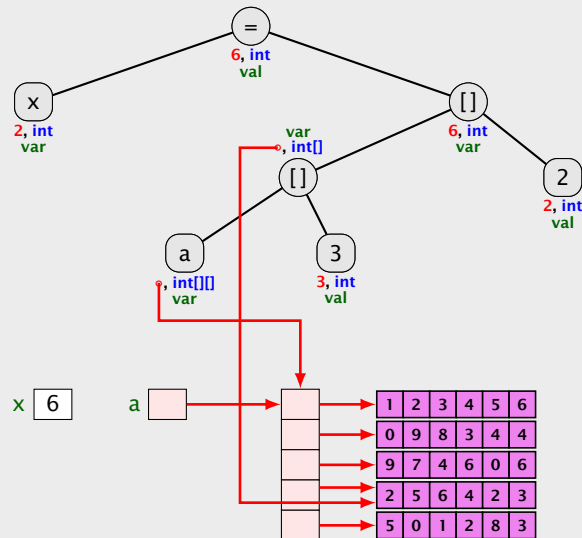 =
6, int
val
x
2, int
var
[]
6, int
var
var
, int[]
[]
2
2, int
val
a
, int[][]
var
3
3, int
val
x 6 a
1 2 3 4 5 6
0 9 8 3 4 4
9 7 4 6 0 6
2 5 6 4 2 3
5 0 1 2 8 3